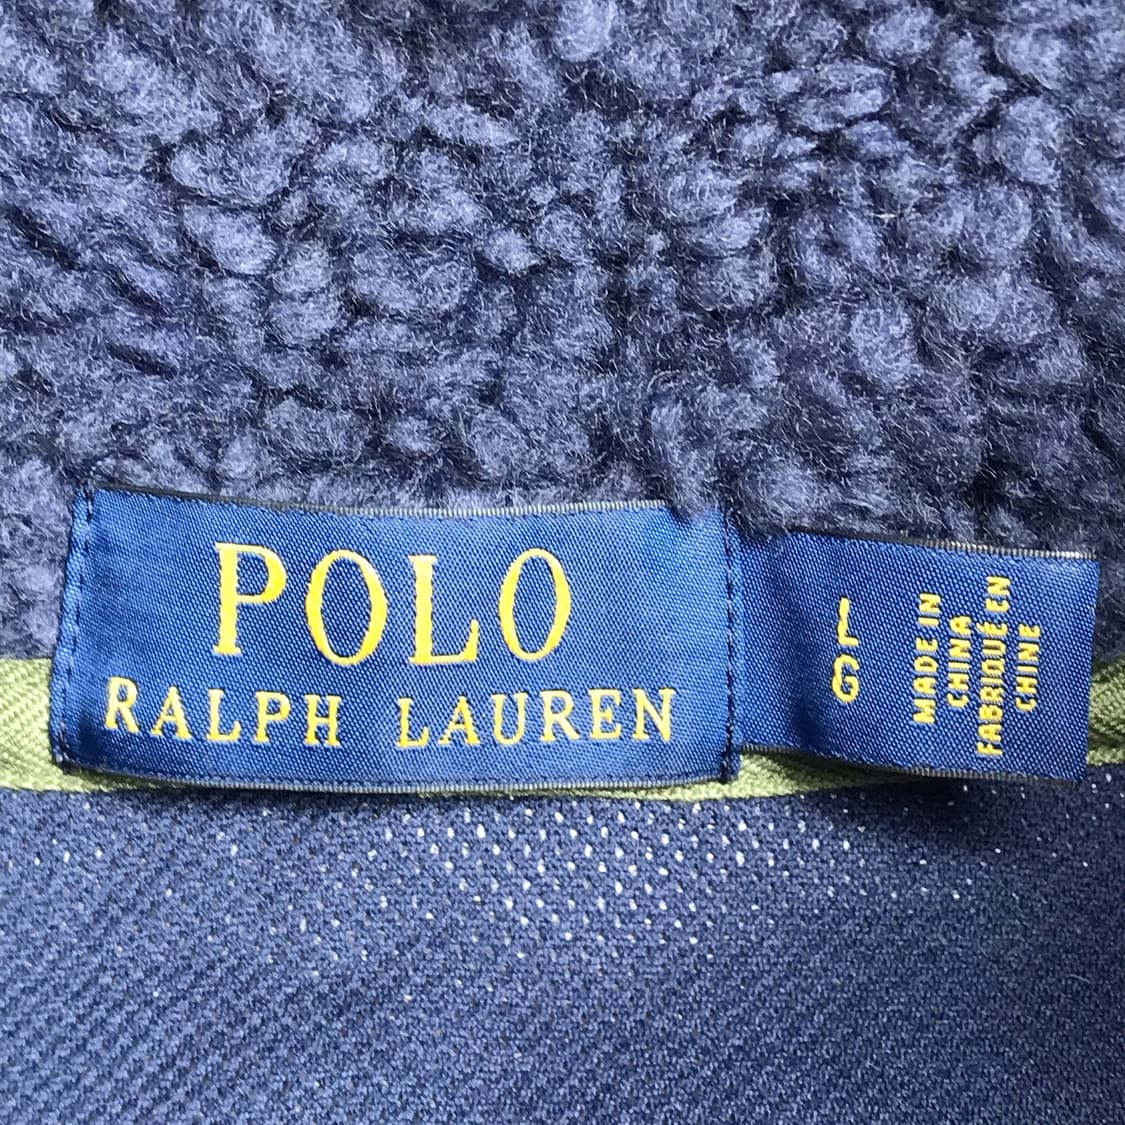 POLO
RALPH LAUREN
L
G
MADE IN
CHINA
FABRIQUÉ EN
CHINE